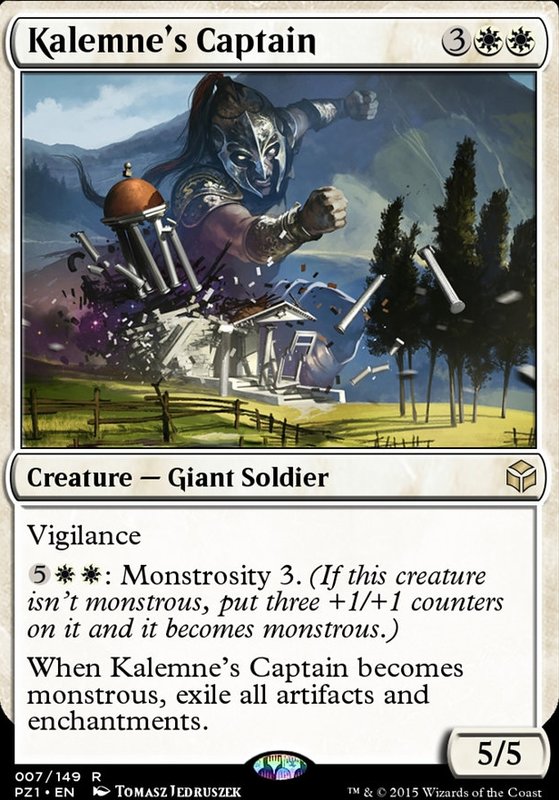 Kalemne's Captain 3
Creature — Giant Soldier
Vigilance
5: Monstrosity 3. (If this creature
isn't monstrous, put three +1/+1 counters
on it and it becomes monstrous.)
When Kalemne's Captain becomes
monstrous, exile all artifacts and
enchantments.
5/5
007/149 R
PZ1 • EN Tomasz Jedruszek
™ & © 2015 Wizards of the Coast